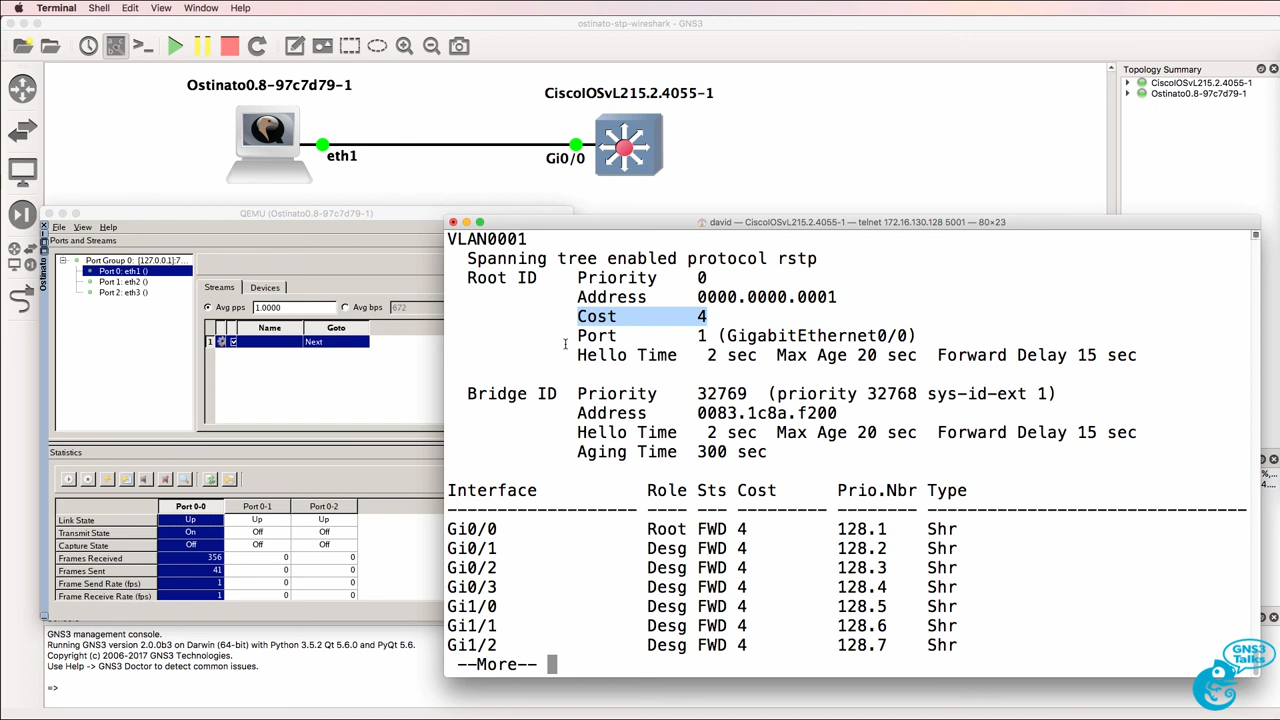 Terminal Shell Edit View Window Help
ostinato-stp-wireshark - GNS3
Topology Summary
CiscoIOSvL215.2.4055-1
Ostinato0.8-97c7d79-1
Ostinato0.8-97c7d79-1
CiscoIOSvL215.2.4055-1
eth1
Gi0/0
QEMU (Ostinato0.8-97c7d79-1)
File View Help
Ports and Streams
Port Group 0: [127.0.0.1]:7...
Port 0: eth1 ()
Port 1: eth2 ()
Port 2: eth3 ()
Ostinato
Streams Devices
Avg pps 1.0000 Avg bps 672
Name Goto
1 Next
Statistics
Port 0-0 Port 0-1 Port 0-2
Link State Up Up Up
Transmit State On Off Off
Capture State Off Off Off
Frames Received 356 0 0
Frames Sent 41 0 0
Frame Send Rate (fps) 1 0 0
Frame Receive Rate (fps) 1 0 0
david — CiscoIOSvL215.2.4055-1 — telnet 172.16.130.128 5001 — 80×23
VLAN0001
Spanning tree enabled protocol rstp
Root ID Priority 0
Address 0000.0000.0001
Cost 4
Port 1 (GigabitEthernet0/0)
Hello Time 2 sec Max Age 20 sec Forward Delay 15 sec
Bridge ID Priority 32769 (priority 32768 sys-id-ext 1)
Address 0083.1c8a.f200
Hello Time 2 sec Max Age 20 sec Forward Delay 15 sec
Aging Time 300 sec
Interface Role Sts Cost Prio.Nbr Type
------------------- ---- --- --------- -------- --------------------------------
Gi0/0 Root FWD 4 128.1 Shr
Gi0/1 Desg FWD 4 128.2 Shr
Gi0/2 Desg FWD 4 128.3 Shr
Gi0/3 Desg FWD 4 128.4 Shr
Gi1/0 Desg FWD 4 128.5 Shr
Gi1/1 Desg FWD 4 128.6 Shr
Gi1/2 Desg FWD 4 128.7 Shr
--More--
GNS3 management console.
Running GNS3 version 2.0.0b3 on Darwin (64-bit) with Python 3.5.2 Qt 5.6.0 and PyQt 5.6.
Copyright (c) 2006-2017 GNS3 Technologies.
Use Help -> GNS3 Doctor to detect common issues.
=>
GNS3
Talks